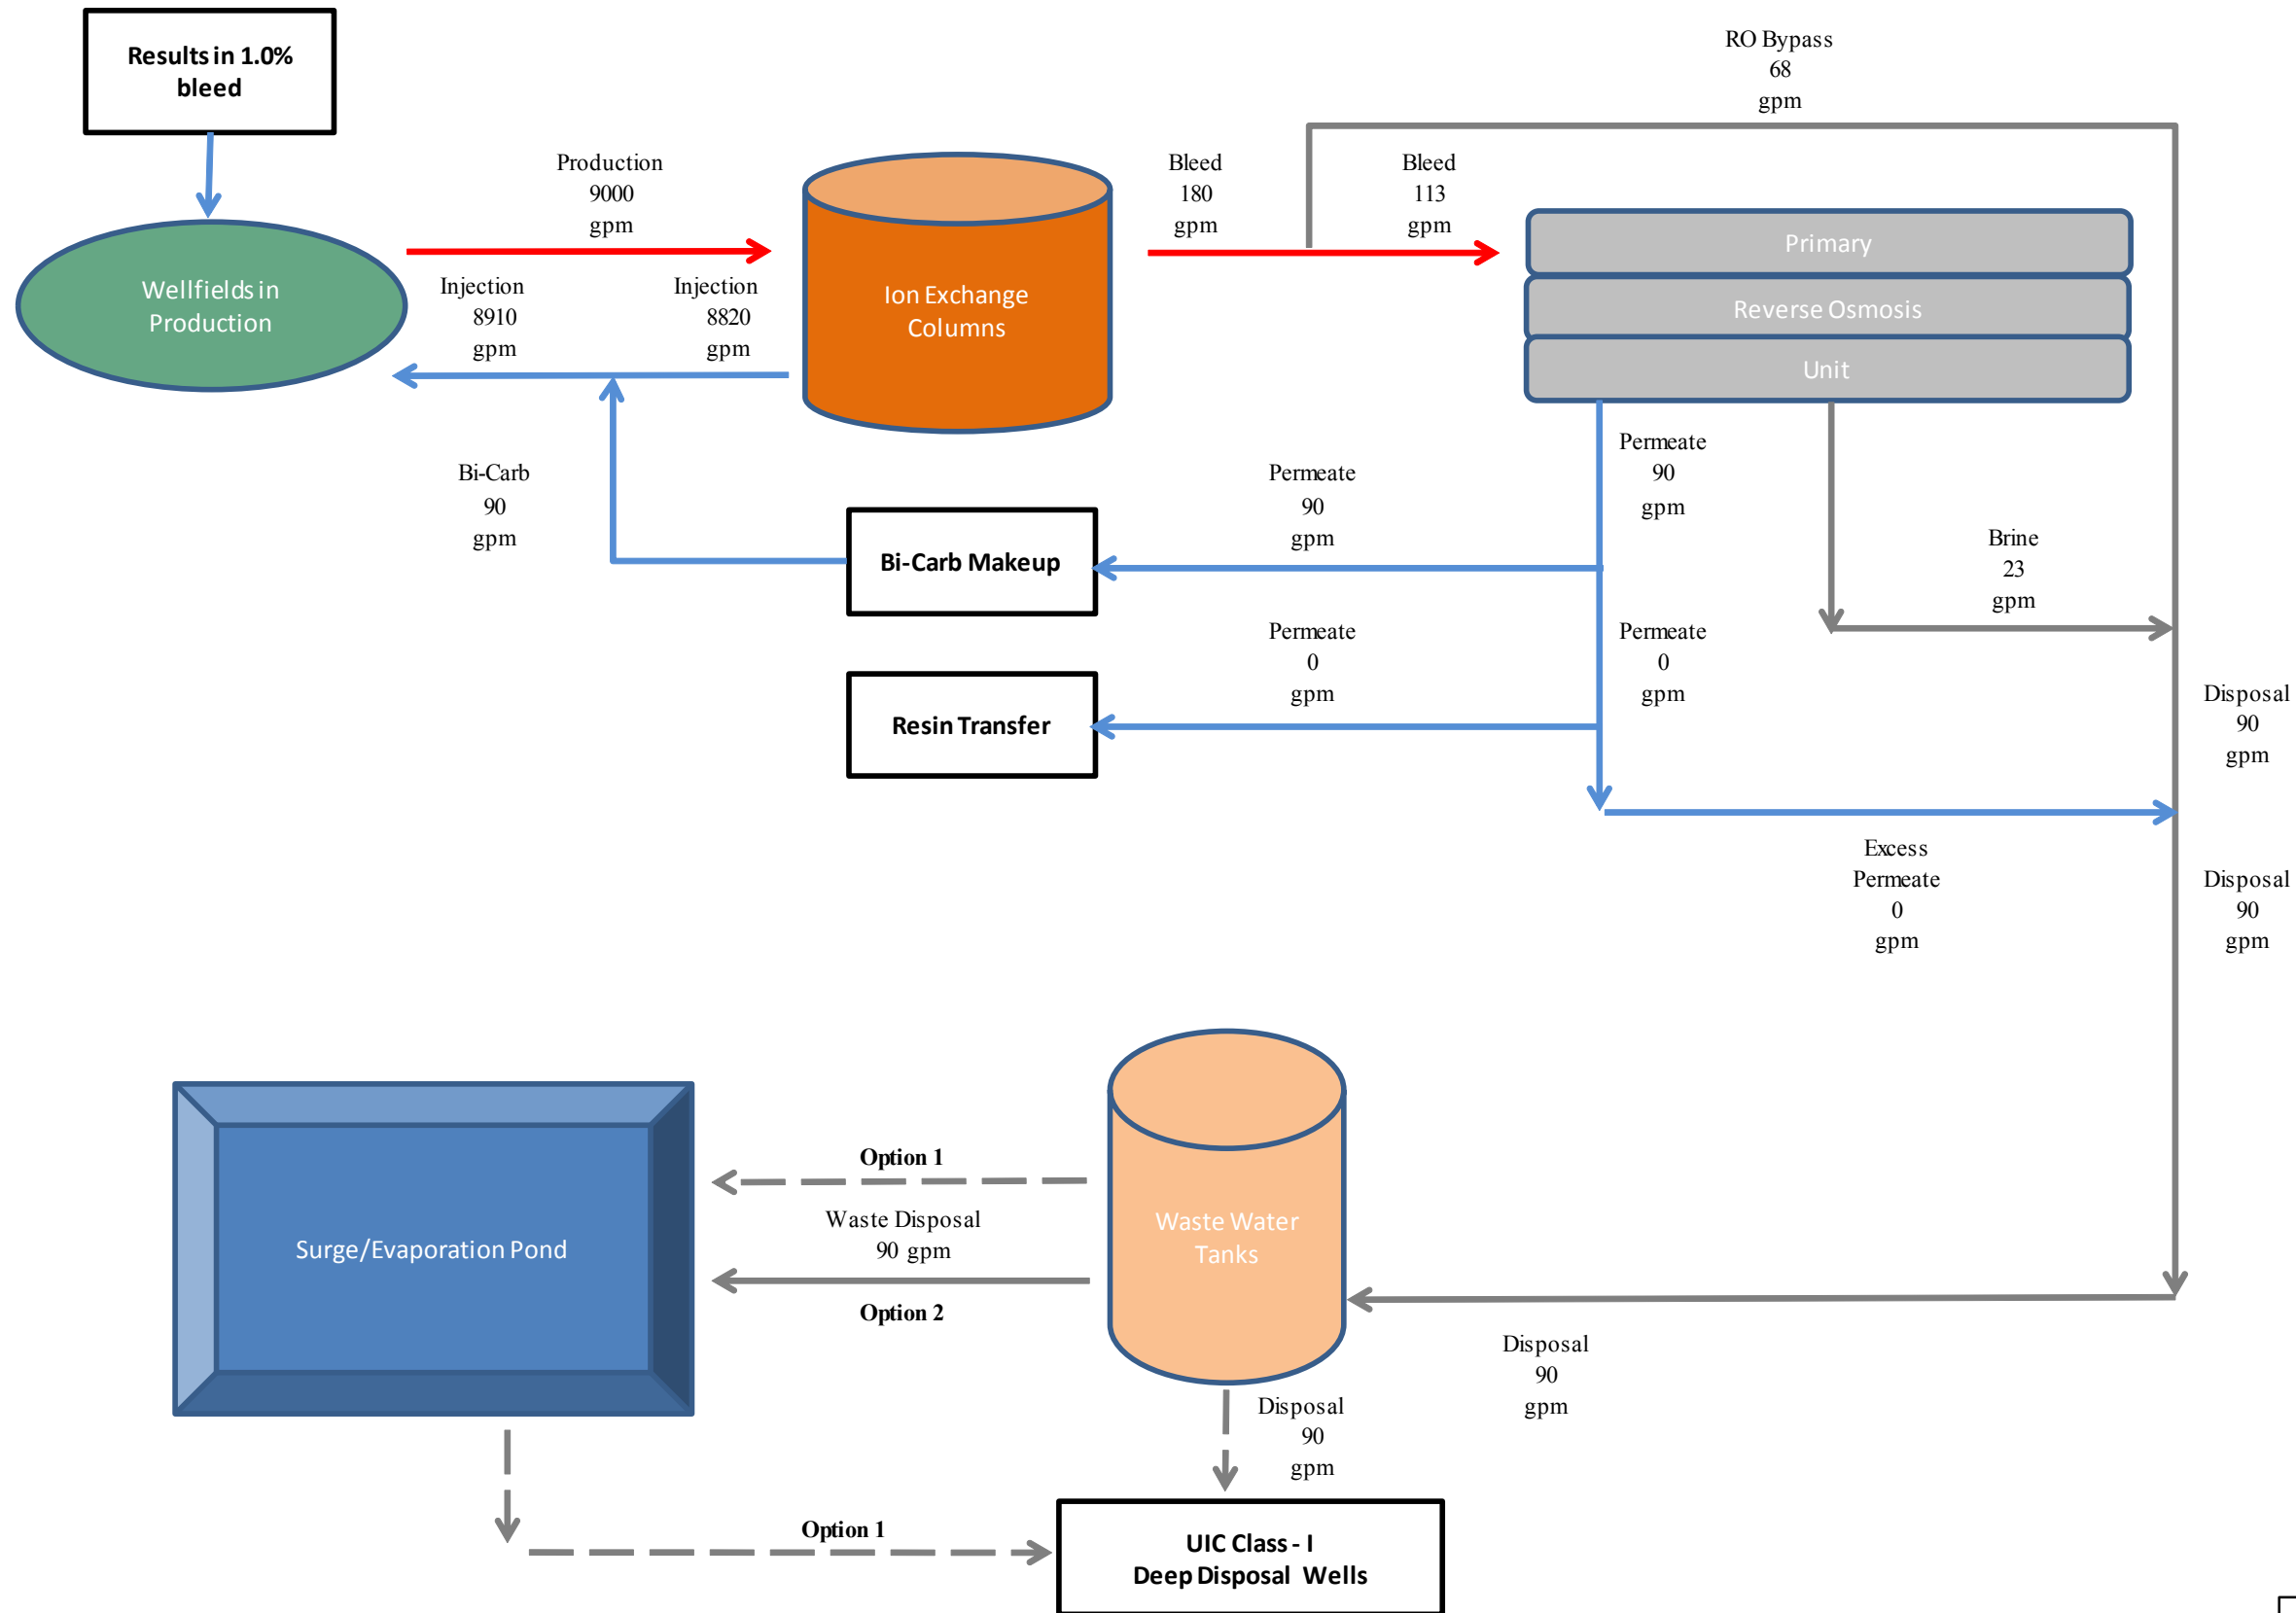 Results in 1.0%
bleed
RO Bypass
68
gpm
Production
9000
gpm
Bleed
180
gpm
Bleed
113
gpm
Primary
Reverse Osmosis
Unit
Wellfields in
Production
Injection
8910
gpm
Injection
8820
gpm
Ion Exchange
Columns
Bi-Carb
90
gpm
Permeate
90
gpm
Permeate
90
gpm
Bi-Carb Makeup
Brine
23
gpm
Permeate
0
gpm
Permeate
0
gpm
Resin Transfer
Disposal
90
gpm
Excess
Permeate
0
gpm
Disposal
90
gpm
Option 1
Waste Disposal
90 gpm
Option 2
Surge/Evaporation Pond
Waste Water
Tanks
Disposal
90
gpm
Disposal
90
gpm
Option 1
UIC Class - I
Deep Disposal Wells